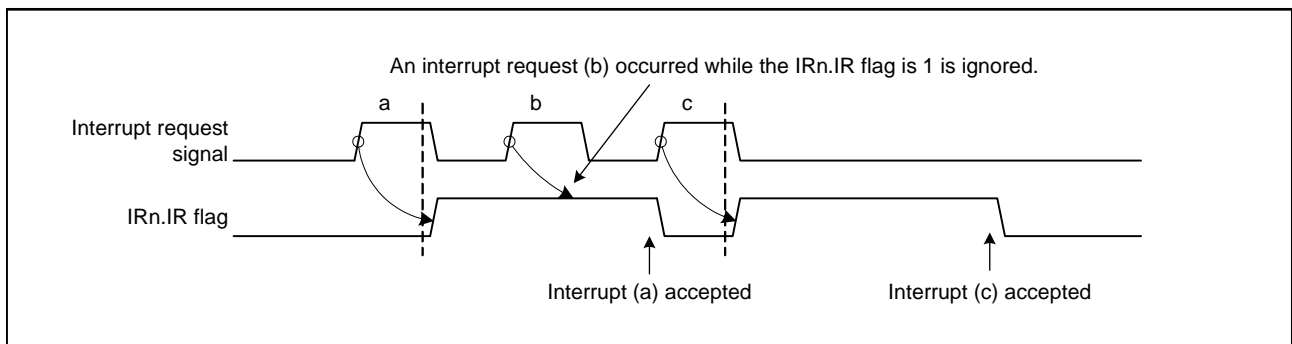 An interrupt request (b) occurred while the IRn.IR flag is 1 is ignored.
a
b
c
Interrupt request
signal
IRn.IR flag
Interrupt (a) accepted
Interrupt (c) accepted